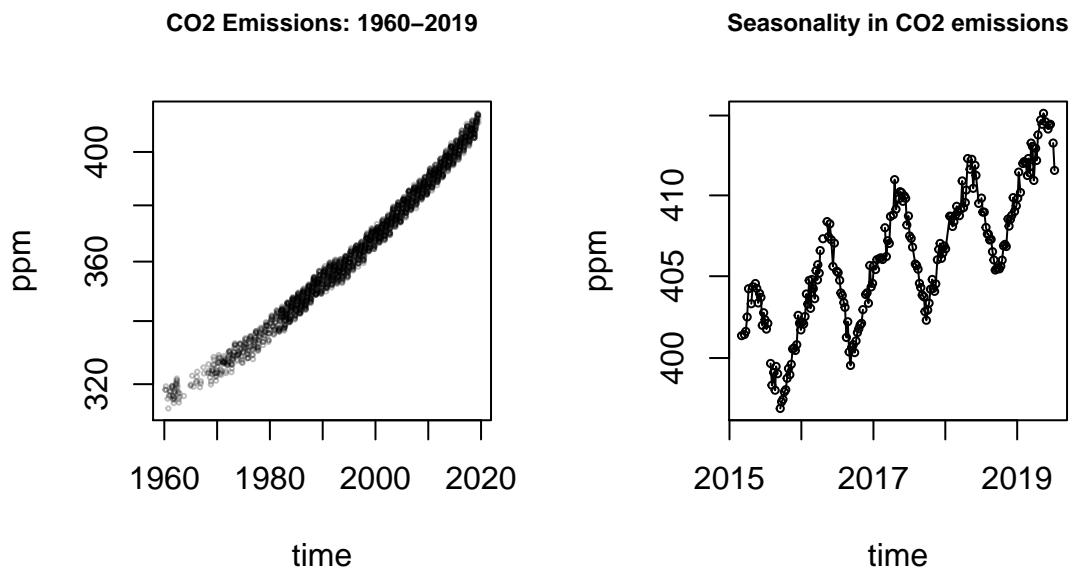 CO2 Emissions: 1960–2019
ppm
320
360
400
1960 1980 2000 2020
time
Seasonality in CO2 emissions
ppm
400
405
410
2015 2017 2019
time